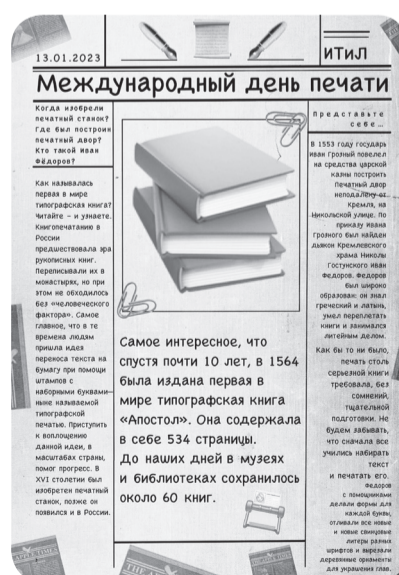 13.01.2023
ИТиЛ
Международный день печати
Когда изобрели
печатный станок?
Где был построен
печатный двор?
Кто такой Иван
Фёдоров?
Как называлась
первая в мире
типографская книга?
Читайте – и узнаете.
Книгопечатанию в
России
предшествовала эра
рукописных книг.
Переписывали их в
монастырях, но при
этом не обходилось
без «человеческого
фактора». Самое
главное, что в те
времена людям
пришла идея
переноса текста на
бумагу при помощи
штампов с
наборными буквами–
ныне называемой
типографской
печатью. Приступить
к воплощению
данной идеи, в
масштабах страны,
помог прогресс. В
XVI столетии был
изобретен печатный
станок, позже он
появился и в России.
Самое интересное, что
спустя почти 10 лет, в 1564
была издана первая в
мире типографская книга
«Апостол». Она содержала
в себе 534 страницы.
До наших дней в музеях
и библиотеках сохранилось
около 60 книг.
Представьте
себе…
В 1553 году государь
Иван Грозный повелел
на средства царской
казны построить
Печатный двор
неподалеку от
Кремля, на
Никольской улице. По
приказу Ивана
Грозного был найден
дьякон Кремлевского
храма Николы
Гостунского Иван
Федоров. Федоров
был широко
образован: он знал
греческий и латынь,
умел переплетать
книги и занимался
литейным делом.
Как бы то ни было,
печать столь
серьезной книги
требовала, без
сомнений,
тщательной
подготовки. Не
будем забывать,
что сначала все
учились набирать
текст
и печатать его.
Федоров
с помощниками
делали формы для
каждой буквы,
отливали все новые
и новые свинцовые
литеры разных
шрифтов и вырезали
деревянные орнаменты
для украшения глав.